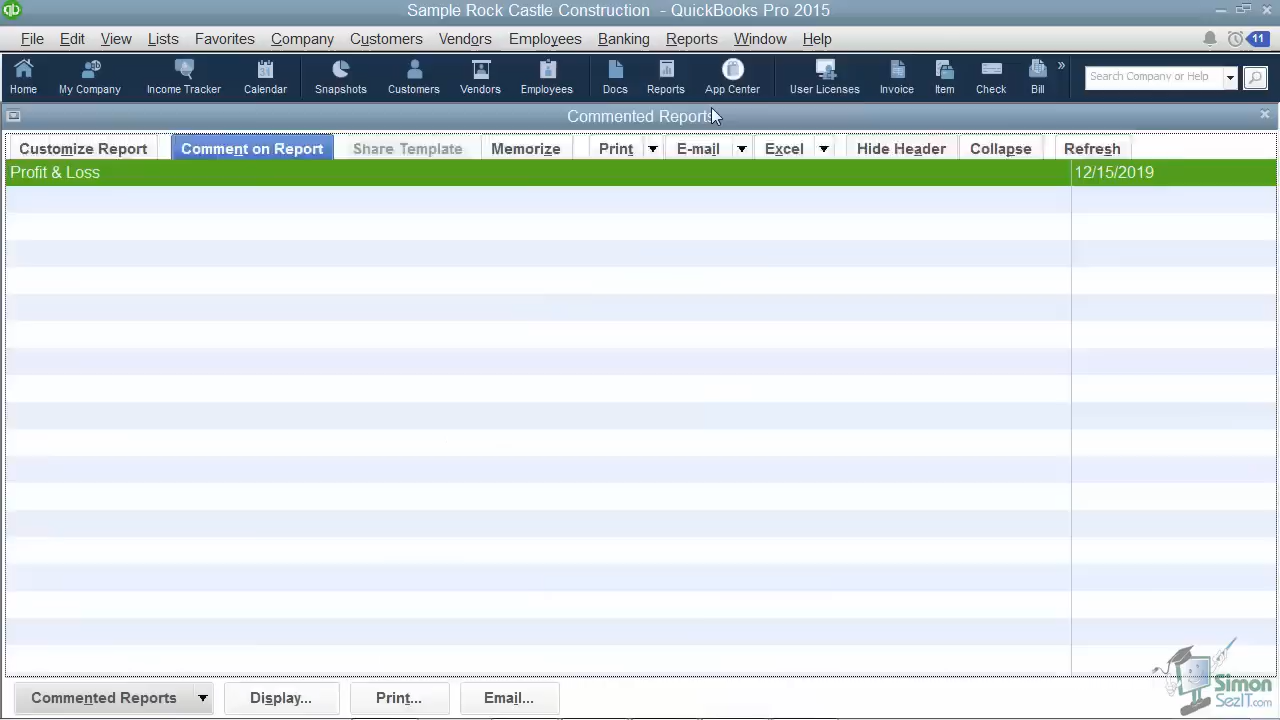 qb Sample Rock Castle Construction - QuickBooks Pro 2015
File Edit View Lists Favorites Company Customers Vendors Employees Banking Reports Window Help 11
Home My Company Income Tracker Calendar Snapshots Customers Vendors Employees Docs Reports App Center User Licenses Invoice Item Check Bill » Search Company or Help
Commented Reports
Customize Report Comment on Report Share Template Memorize Print E-mail Excel Hide Header Collapse Refresh
Profit & Loss 12/15/2019
Commented Reports Display... Print... Email...
Simon
SezIT.com